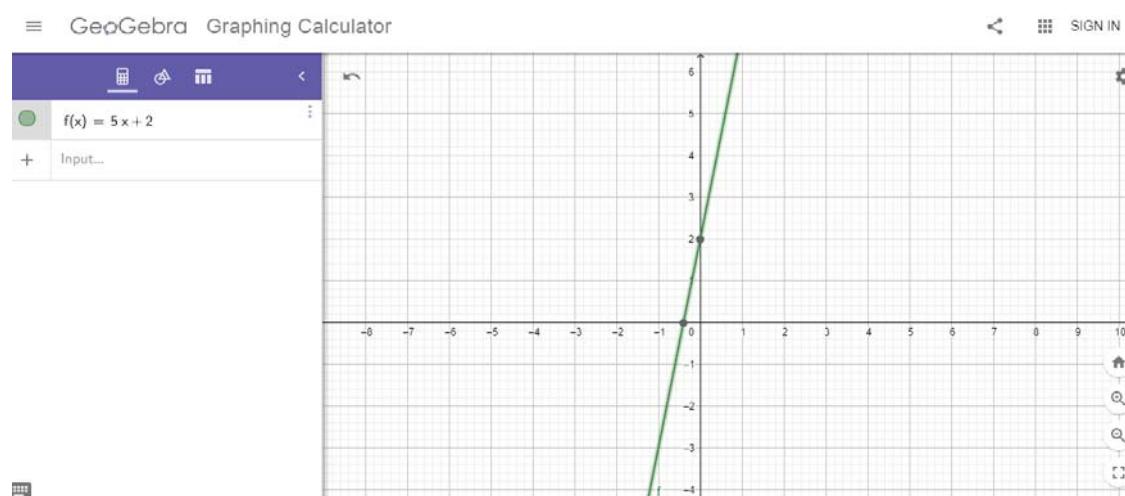 GeoGebra Graphing Calculator
SIGN IN
f(x) = 5x + 2
Input...
6
5
4
3
2
1
-8 -7 -6 -5 -4 -3 -2 -1 0 1 2 3 4 5 6 7 8 9 10
-1
-2
-3
-4
f